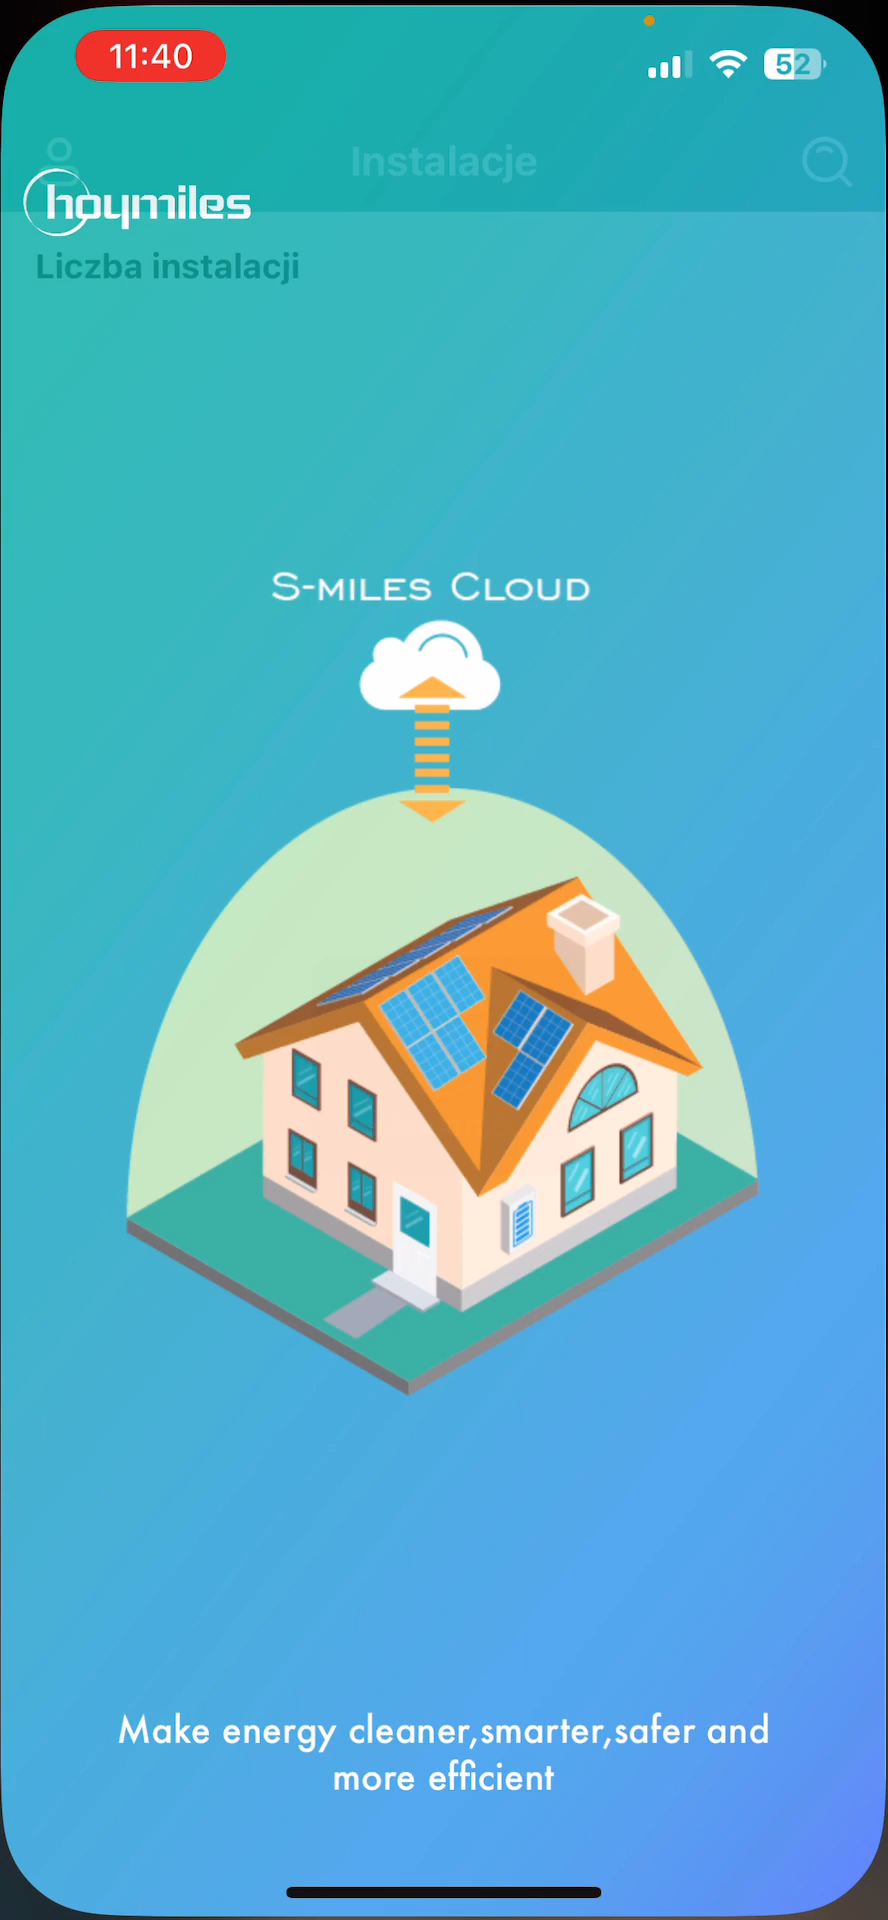 11:40
52
Instalacje
hoymiles
Liczba instalacji
S-MILES CLOUD
Make energy cleaner,smarter,safer and
more efficient